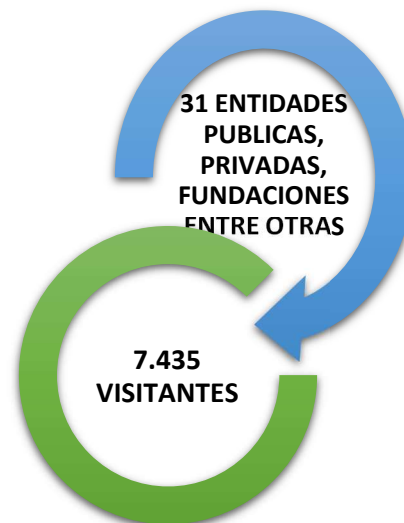 31 ENTIDADES
PUBLICAS,
PRIVADAS,
FUNDACIONES
ENTRE OTRAS
7.435
VISITANTES